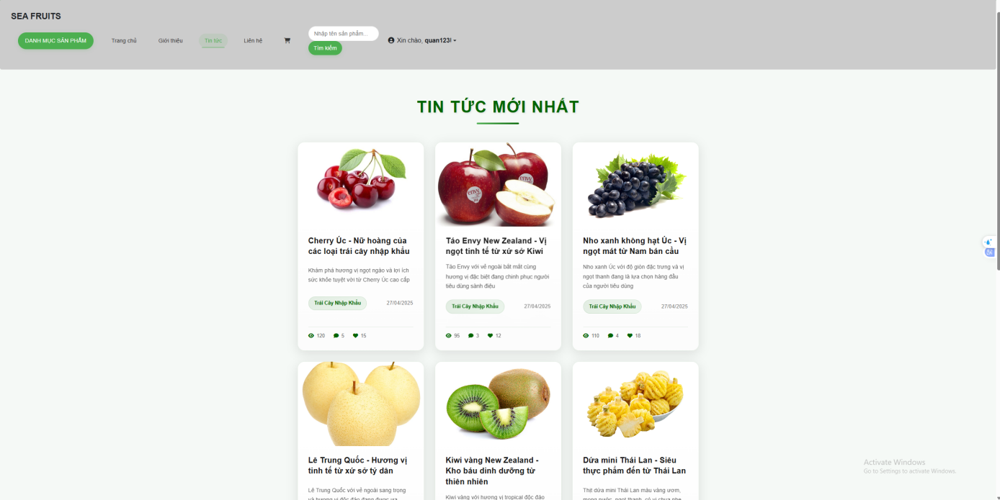 SEA FRUITS
DANH MỤC SẢN PHẨM
Trang chủ
Giới thiệu
Tin tức
Liên hệ
Nhập tên sản phẩm...
Tìm kiếm
Xin chào, quan123!
TIN TỨC MỚI NHẤT
Cherry Úc - Nữ hoàng của
các loại trái cây nhập khẩu
Khám phá hương vị ngọt ngào và lợi ích
sức khỏe tuyệt vời từ Cherry Úc cao cấp
Trái Cây Nhập Khẩu
27/04/2025
120 5 15
envy
envy
Táo Envy New Zealand - Vị
ngọt tinh tế từ xứ sở Kiwi
Táo Envy với vẻ ngoài bắt mắt cùng
hương vị đặc biệt đang chinh phục người
tiêu dùng sành điệu
Trái Cây Nhập Khẩu
27/04/2025
95 3 12
Nho xanh không hạt Úc - Vị
ngọt mát từ Nam bán cầu
Nho xanh Úc với độ giòn đặc trưng và vị
ngọt thanh đang là lựa chọn hàng đầu
của người tiêu dùng
Trái Cây Nhập Khẩu
27/04/2025
110 4 18
Lê Trung Quốc - Hương vị
tinh tế từ xứ sở tỷ dân
Lê Trung Quốc với vẻ ngoài sang trọng
và hương vị độc đáo đang được ưa
Kiwi vàng New Zealand -
Kho báu dinh dưỡng từ
thiên nhiên
Kiwi vàng với hương vị tropical độc đáo
Dứa mini Thái Lan - Siêu
thực phẩm đến từ Thái Lan
Thịt dứa mini Thái Lan màu vàng ươm,
mọng nước, ngọt thanh, có vị chua nhẹ
Activate Windows
Go to Settings to activate Windows.